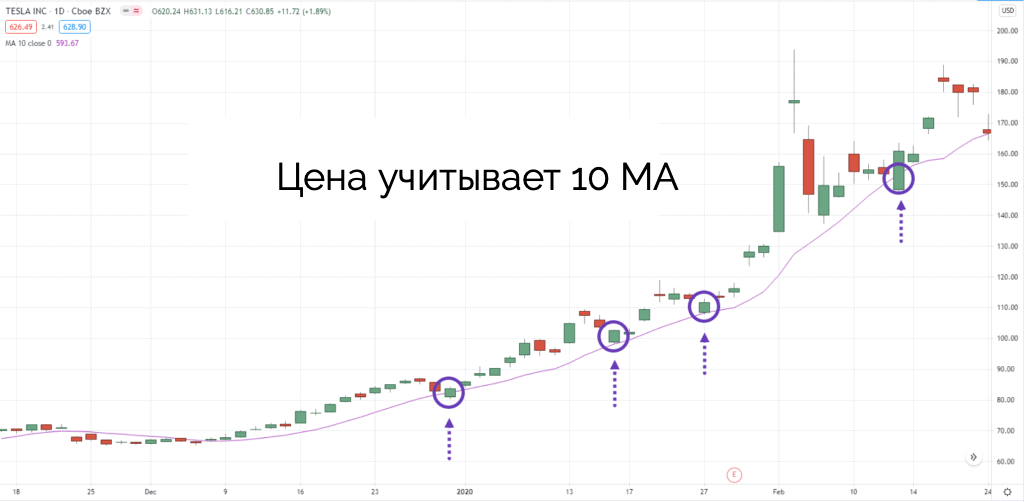 TESLA INC · 1D · Cboe BZX O620.24 H631.13 L616.21 C630.85 +11.72 (+1.89%)
626.49 2.41 628.90
MA 10 close 0 593.67
USD
200.00
190.00
180.00
170.00
160.00
150.00
140.00
130.00
120.00
110.00
100.00
90.00
80.00
70.00
60.00
Цена учитывает 10 MA
E
18 25 Dec 9 16 23 2020 13 17 27 Feb 10 14 24